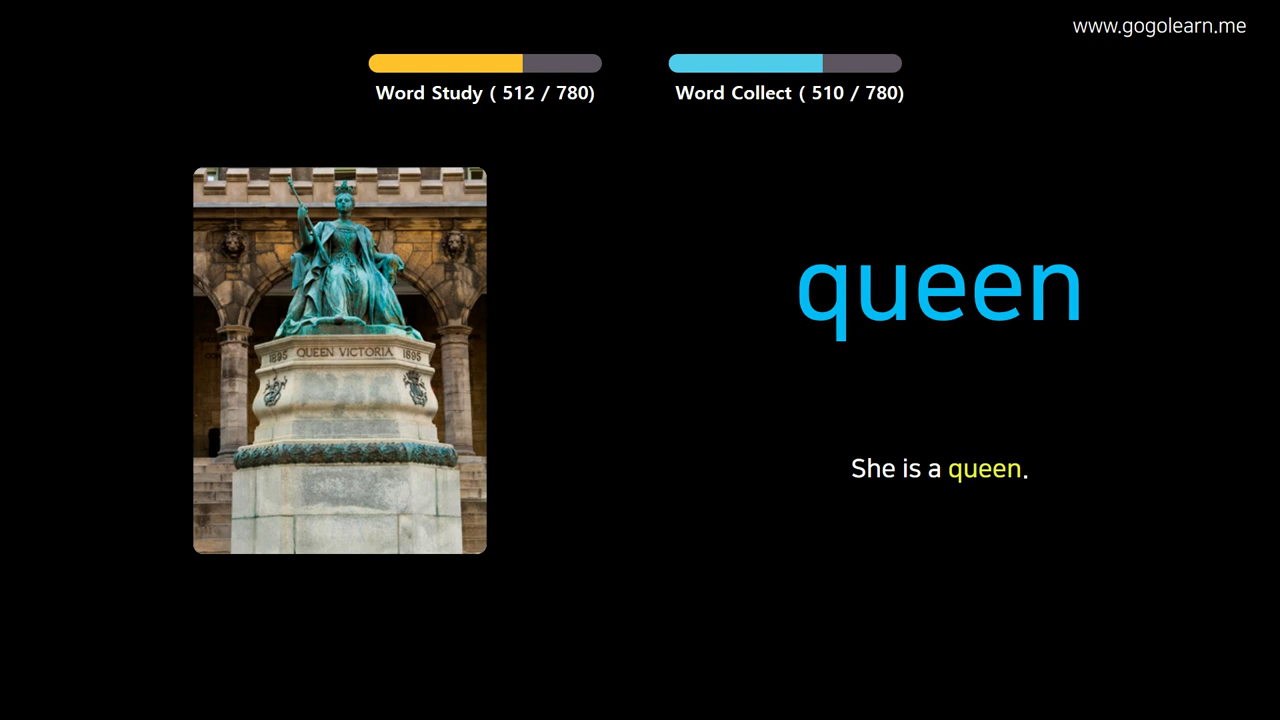 www.gogolearn.me
Word Study ( 512 / 780)
Word Collect ( 510 / 780)
1895 QUEEN VICTORIA 1895
queen
She is a queen.